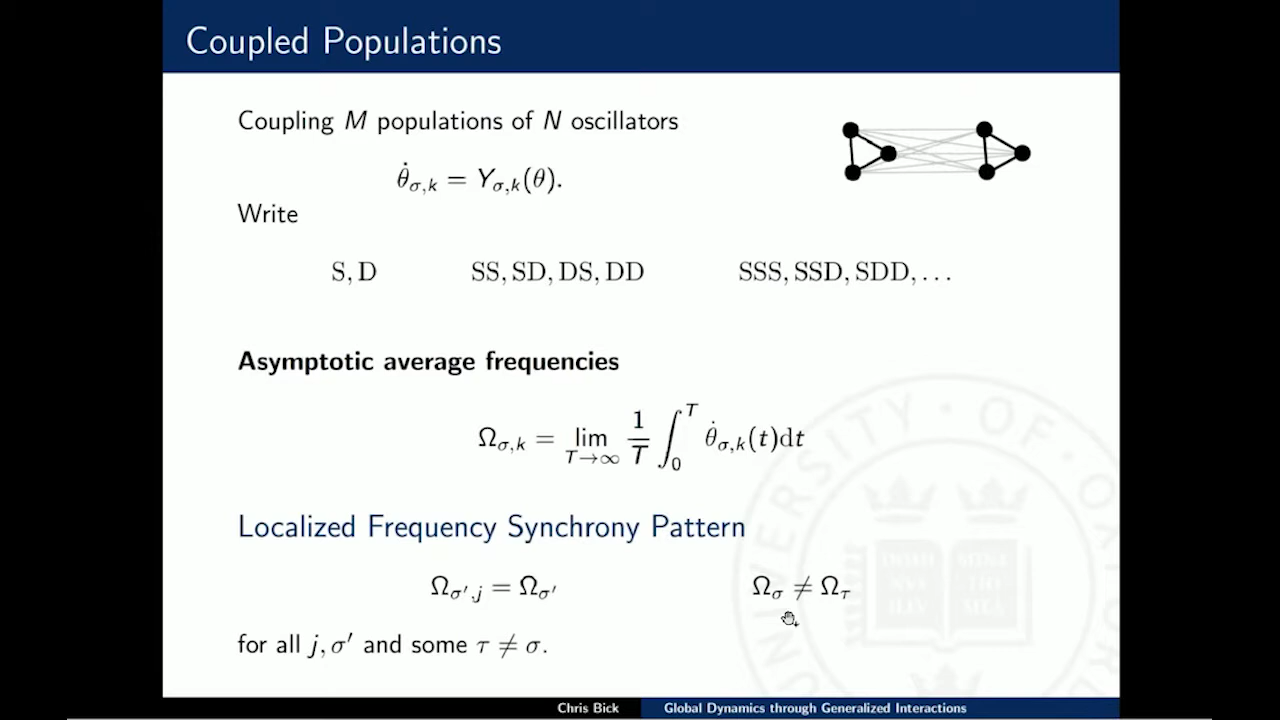 Coupled Populations
Coupling M populations of N oscillators
θ̇_{σ,k} = Y_{σ,k}(θ).
Write
S, D SS, SD, DS, DD SSS, SSD, SDD, . . .
Asymptotic average frequencies
Ω_{σ,k} = lim_{T→∞} 1/T ∫_0^T θ̇_{σ,k}(t)dt
Localized Frequency Synchrony Pattern
Ω_{σ′,j} = Ω_{σ′} Ω_σ ≠ Ω_τ
for all j, σ′ and some τ ≠ σ.
Chris Bick Global Dynamics through Generalized Interactions